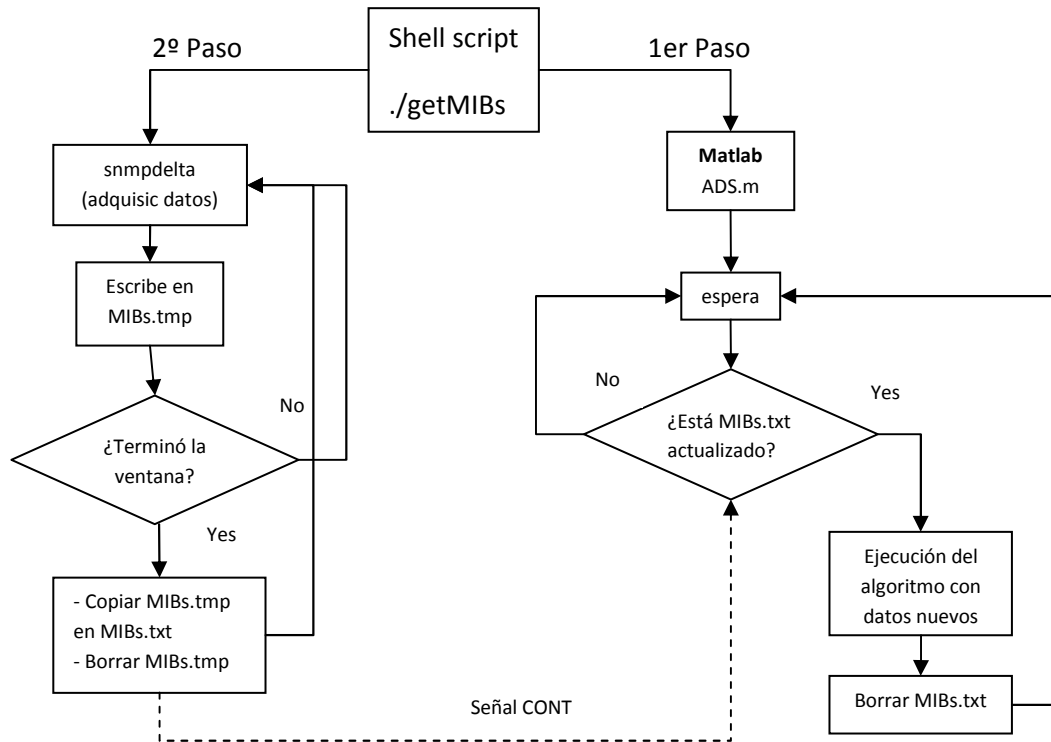 Shell script
./getMIBs
2º Paso
1er Paso
snmpdelta
(adquisic datos)
Escribe en
MIBs.tmp
¿Terminó la
ventana?
No
Yes
- Copiar MIBs.tmp
en MIBs.txt
- Borrar MIBs.tmp
Señal CONT
Matlab
ADS.m
espera
No
¿Está MIBs.txt
actualizado?
Yes
Ejecución del
algoritmo con
datos nuevos
Borrar MIBs.txt